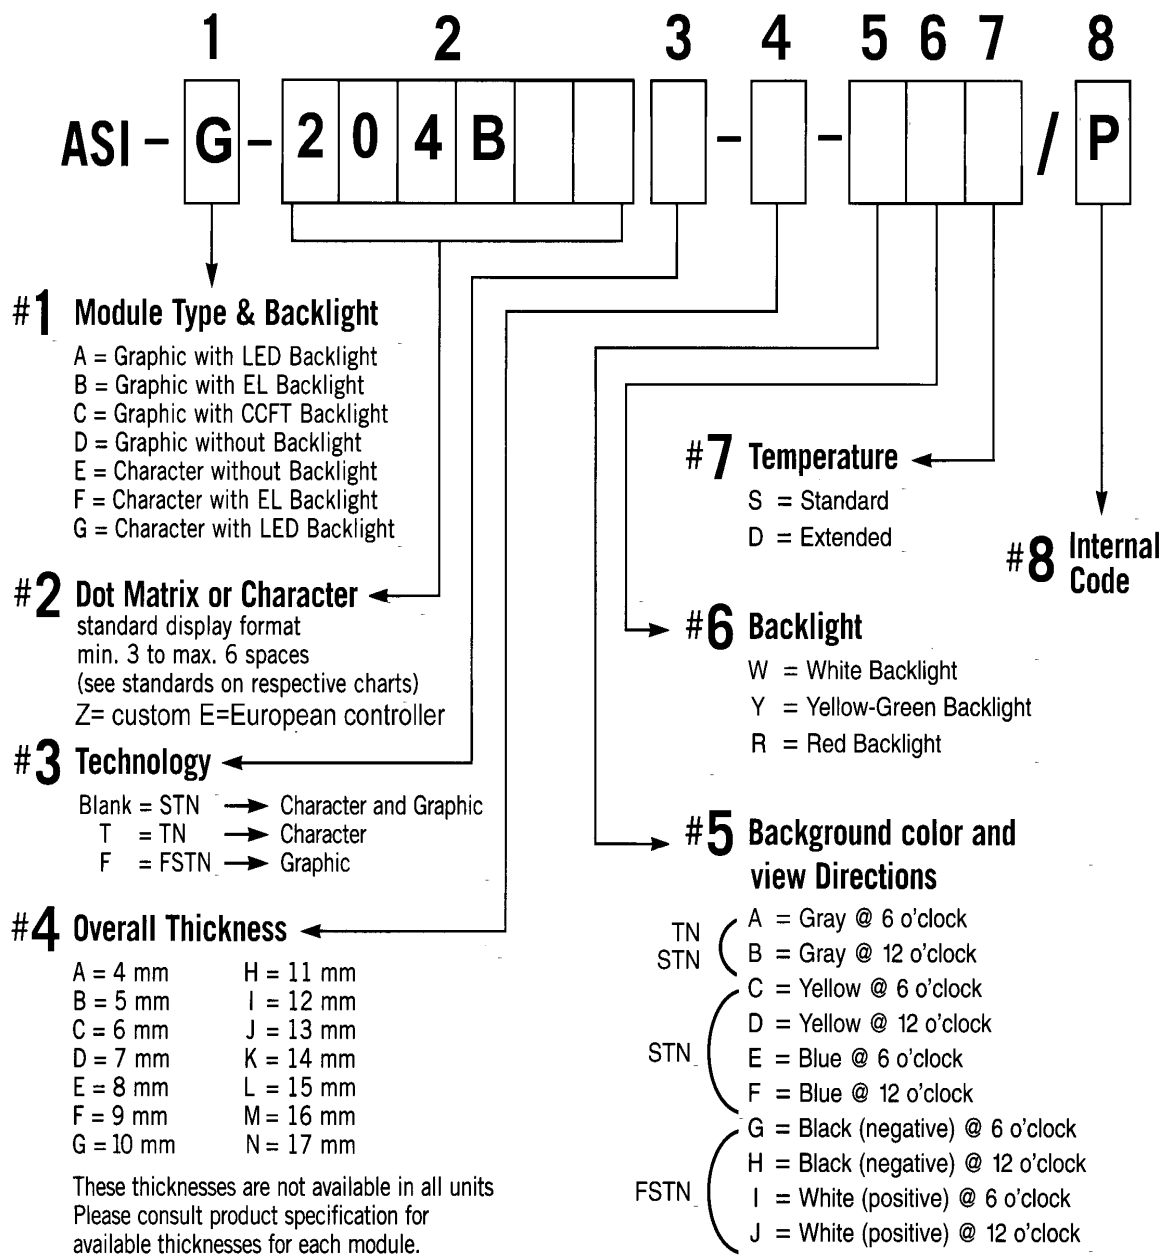 1 2 3 4 5 6 7 8
ASI – G – 2 0 4 B – – / P
#1 Module Type & Backlight
A = Graphic with LED Backlight
B = Graphic with EL Backlight
C = Graphic with CCFT Backlight
D = Graphic without Backlight
E = Character without Backlight
F = Character with EL Backlight
G = Character with LED Backlight
#2 Dot Matrix or Character
standard display format
min. 3 to max. 6 spaces
(see standards on respective charts)
Z= custom E=European controller
#3 Technology
Blank = STN → Character and Graphic
T = TN → Character
F = FSTN → Graphic
#4 Overall Thickness
A = 4 mm H = 11 mm
B = 5 mm I = 12 mm
C = 6 mm J = 13 mm
D = 7 mm K = 14 mm
E = 8 mm L = 15 mm
F = 9 mm M = 16 mm
G = 10 mm N = 17 mm
These thicknesses are not available in all units
Please consult product specification for
available thicknesses for each module.
#7 Temperature
S = Standard
D = Extended
#8 Internal
Code
#6 Backlight
W = White Backlight
Y = Yellow-Green Backlight
R = Red Backlight
#5 Background color and
view Directions
TN
STN
A = Gray @ 6 o'clock
B = Gray @ 12 o'clock
STN
C = Yellow @ 6 o'clock
D = Yellow @ 12 o'clock
E = Blue @ 6 o'clock
F = Blue @ 12 o'clock
FSTN
G = Black (negative) @ 6 o'clock
H = Black (negative) @ 12 o'clock
I = White (positive) @ 6 o'clock
J = White (positive) @ 12 o'clock